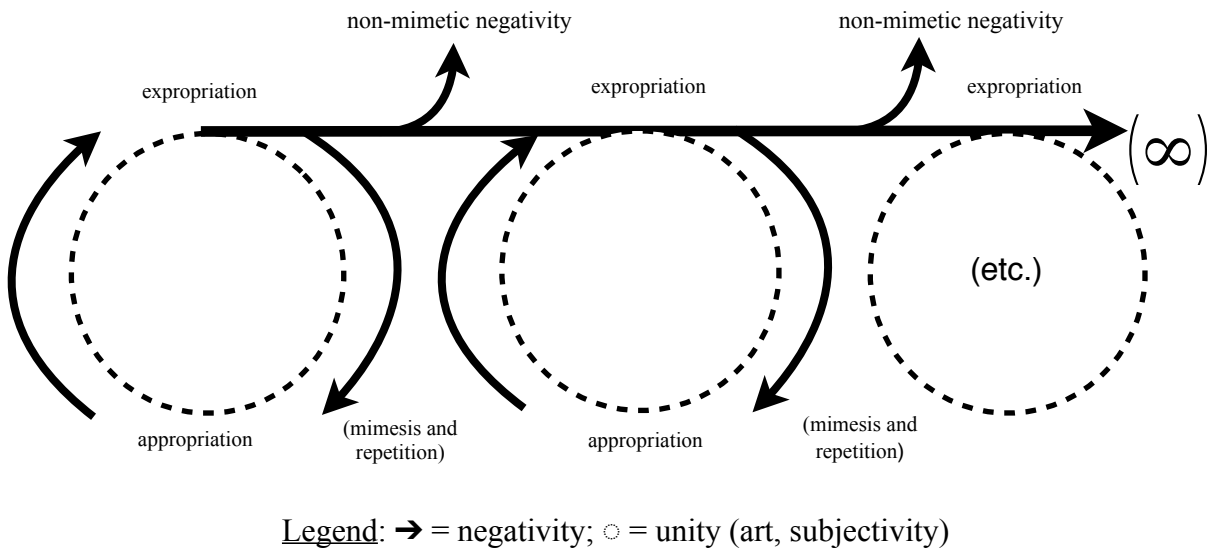 non-mimetic negativity
non-mimetic negativity
expropriation
expropriation
expropriation
(∞)
(etc.)
appropriation
(mimesis and
repetition)
appropriation
(mimesis and
repetition)
Legend: ➔ = negativity; ◌ = unity (art, subjectivity)